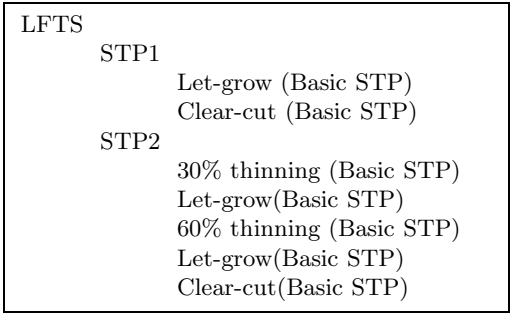 LFTS
STP1
Let-grow (Basic STP)
Clear-cut (Basic STP)
STP2
30% thinning (Basic STP)
Let-grow(Basic STP)
60% thinning (Basic STP)
Let-grow(Basic STP)
Clear-cut(Basic STP)